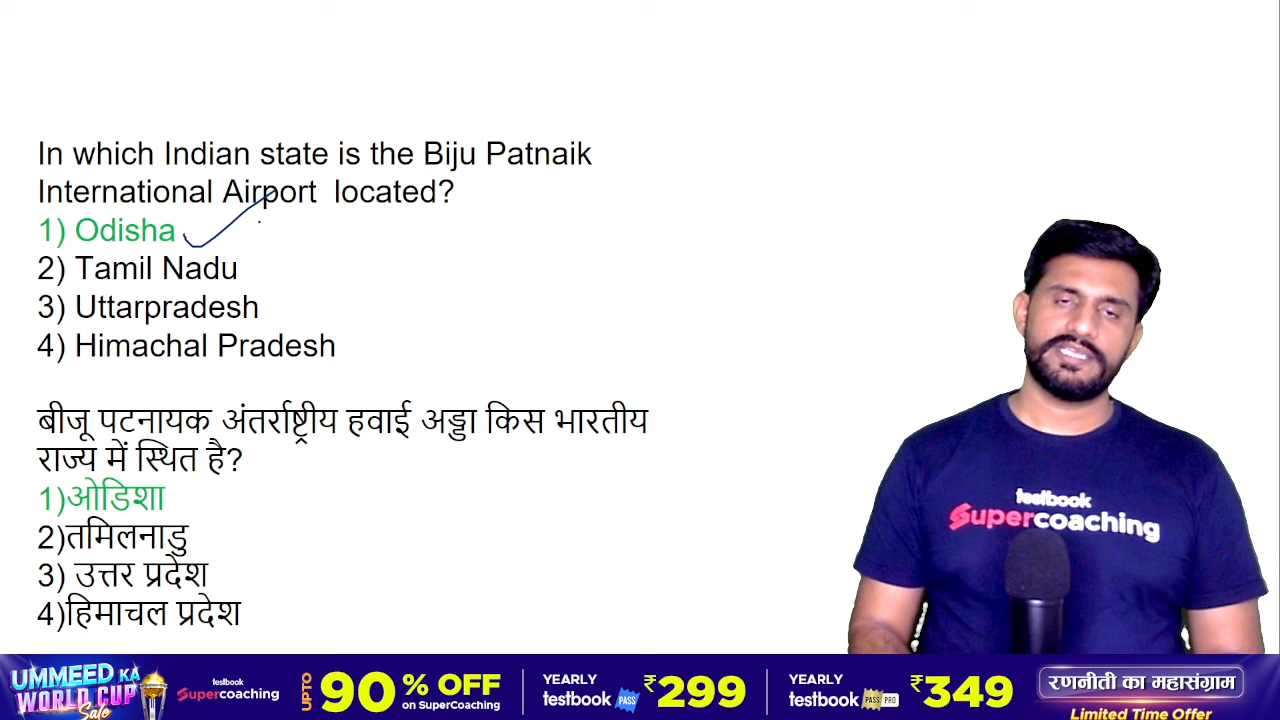 In which Indian state is the Biju Patnaik
International Airport located?
1) Odisha
2) Tamil Nadu
3) Uttarpradesh
4) Himachal Pradesh
बीजू पटनायक अंतर्राष्ट्रीय हवाई अड्डा किस भारतीय
राज्य में स्थित है?
1)ओडिशा
2)तमिलनाडु
3) उत्तर प्रदेश
4)हिमाचल प्रदेश
testbook
Supercoaching
UMMEED KA
WORLD CUP
Sale
testbook
Supercoaching
UPTO
90% OFF
on SuperCoaching
YEARLY
testbook PASS ₹299
YEARLY
testbook PASS PRO ₹349
रणनीती का महासंग्राम
Limited Time Offer